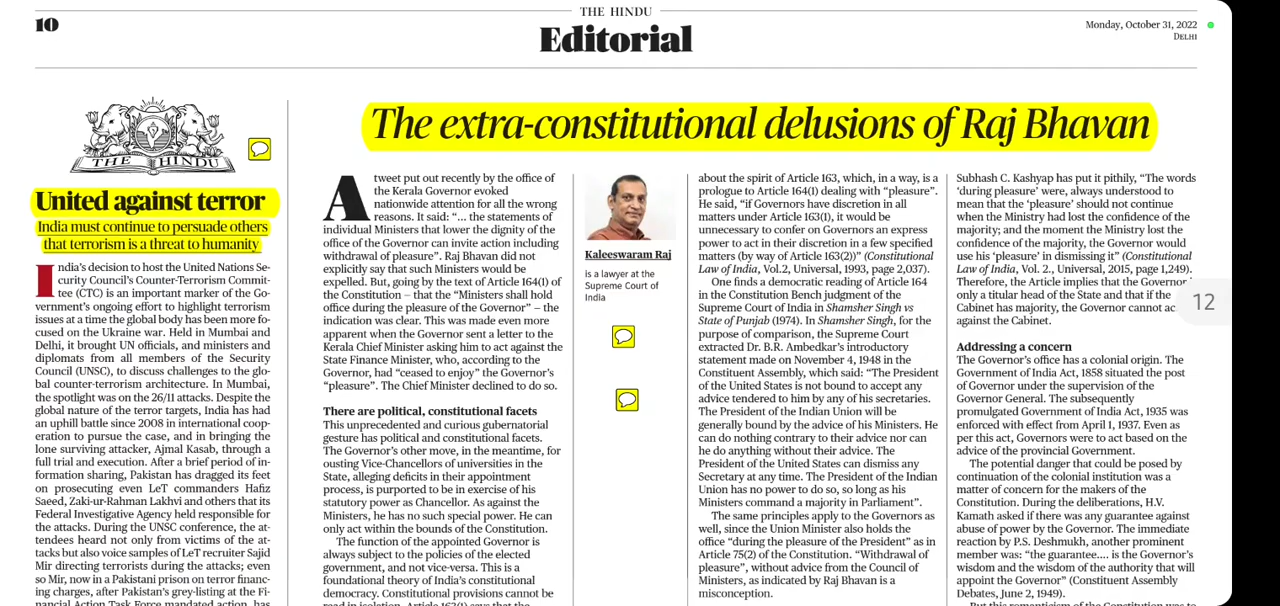 10
THE HINDU
Editorial
Monday, October 31, 2022
DELHI
THE HINDU
United against terror
India must continue to persuade others
that terrorism is a threat to humanity
India's decision to host the United Nations Se-
curity Council's Counter-Terrorism Commit-
tee (CTC) is an important marker of the Go-
vernment's ongoing effort to highlight terrorism
issues at a time the global body has been more fo-
cused on the Ukraine war. Held in Mumbai and
Delhi, it brought UN officials, and ministers and
diplomats from all members of the Security
Council (UNSC), to discuss challenges to the glo-
bal counter-terrorism architecture. In Mumbai,
the spotlight was on the 26/11 attacks. Despite the
global nature of the terror targets, India has had
an uphill battle since 2008 in international coop-
eration to pursue the case, and in bringing the
lone surviving attacker, Ajmal Kasab, through a
full trial and execution. After a brief period of in-
formation sharing, Pakistan has dragged its feet
on prosecuting even LeT commanders Hafiz
Saeed, Zaki-ur-Rahman Lakhvi and others that its
Federal Investigative Agency held responsible for
the attacks. During the UNSC conference, the at-
tendees heard not only from victims of the at-
tacks but also voice samples of LeT recruiter Sajid
Mir directing terrorists during the attacks; even
so Mir, now in a Pakistani prison on terror financ-
ing charges, after Pakistan's grey-listing at the Fi-
nancial Action Task Force mandated action, has
The extra-constitutional delusions of Raj Bhavan
A tweet put out recently by the office of
the Kerala Governor evoked
nationwide attention for all the wrong
reasons. It said: “... the statements of
individual Ministers that lower the dignity of the
office of the Governor can invite action including
withdrawal of pleasure”. Raj Bhavan did not
explicitly say that such Ministers would be
expelled. But, going by the text of Article 164(1) of
the Constitution – that the “Ministers shall hold
office during the pleasure of the Governor” – the
indication was clear. This was made even more
apparent when the Governor sent a letter to the
Kerala Chief Minister asking him to act against the
State Finance Minister, who, according to the
Governor, had “ceased to enjoy” the Governor's
“pleasure”. The Chief Minister declined to do so.
There are political, constitutional facets
This unprecedented and curious gubernatorial
gesture has political and constitutional facets.
The Governor's other move, in the meantime, for
ousting Vice-Chancellors of universities in the
State, alleging deficits in their appointment
process, is purported to be in exercise of his
statutory power as Chancellor. As against the
Ministers, he has no such special power. He can
only act within the bounds of the Constitution.
The function of the appointed Governor is
always subject to the policies of the elected
government, and not vice-versa. This is a
foundational theory of India's constitutional
democracy. Constitutional provisions cannot be
read in isolation. Article 163(1) says that the
Kaleeswaram Raj
is a lawyer at the
Supreme Court of
India
about the spirit of Article 163, which, in a way, is a
prologue to Article 164(1) dealing with “pleasure”.
He said, “if Governors have discretion in all
matters under Article 163(1), it would be
unnecessary to confer on Governors an express
power to act in their discretion in a few specified
matters (by way of Article 163(2))” (Constitutional
Law of India, Vol.2, Universal, 1993, page 2,037).
One finds a democratic reading of Article 164
in the Constitution Bench judgment of the
Supreme Court of India in Shamsher Singh vs
State of Punjab (1974). In Shamsher Singh, for the
purpose of comparison, the Supreme Court
extracted Dr. B.R. Ambedkar's introductory
statement made on November 4, 1948 in the
Constituent Assembly, which said: “The President
of the United States is not bound to accept any
advice tendered to him by any of his secretaries.
The President of the Indian Union will be
generally bound by the advice of his Ministers. He
can do nothing contrary to their advice nor can
he do anything without their advice. The
President of the United States can dismiss any
Secretary at any time. The President of the Indian
Union has no power to do so, so long as his
Ministers command a majority in Parliament”.
The same principles apply to the Governors as
well, since the Union Minister also holds the
office “during the pleasure of the President” as in
Article 75(2) of the Constitution. “Withdrawal of
pleasure”, without advice from the Council of
Ministers, as indicated by Raj Bhavan is a
misconception.
Subhash C. Kashyap has put it pithily, “The words
‘during pleasure’ were, always understood to
mean that the ‘pleasure’ should not continue
when the Ministry had lost the confidence of the
majority; and the moment the Ministry lost the
confidence of the majority, the Governor would
use his ‘pleasure’ in dismissing it” (Constitutional
Law of India, Vol. 2., Universal, 2015, page 1,249).
Therefore, the Article implies that the Governor
only a titular head of the State and that if the
Cabinet has majority, the Governor cannot ac
against the Cabinet.
Addressing a concern
The Governor's office has a colonial origin. The
Government of India Act, 1858 situated the post
of Governor under the supervision of the
Governor General. The subsequently
promulgated Government of India Act, 1935 was
enforced with effect from April 1, 1937. Even as
per this act, Governors were to act based on the
advice of the provincial Government.
The potential danger that could be posed by
continuation of the colonial institution was a
matter of concern for the makers of the
Constitution. During the deliberations, H.V.
Kamath asked if there was any guarantee against
abuse of power by the Governor. The immediate
reaction by P.S. Deshmukh, another prominent
member was: “the guarantee.... is the Governor's
wisdom and the wisdom of the authority that will
appoint the Governor” (Constituent Assembly
Debates, June 2, 1949).
But this romanticism of the Constitution was to
12